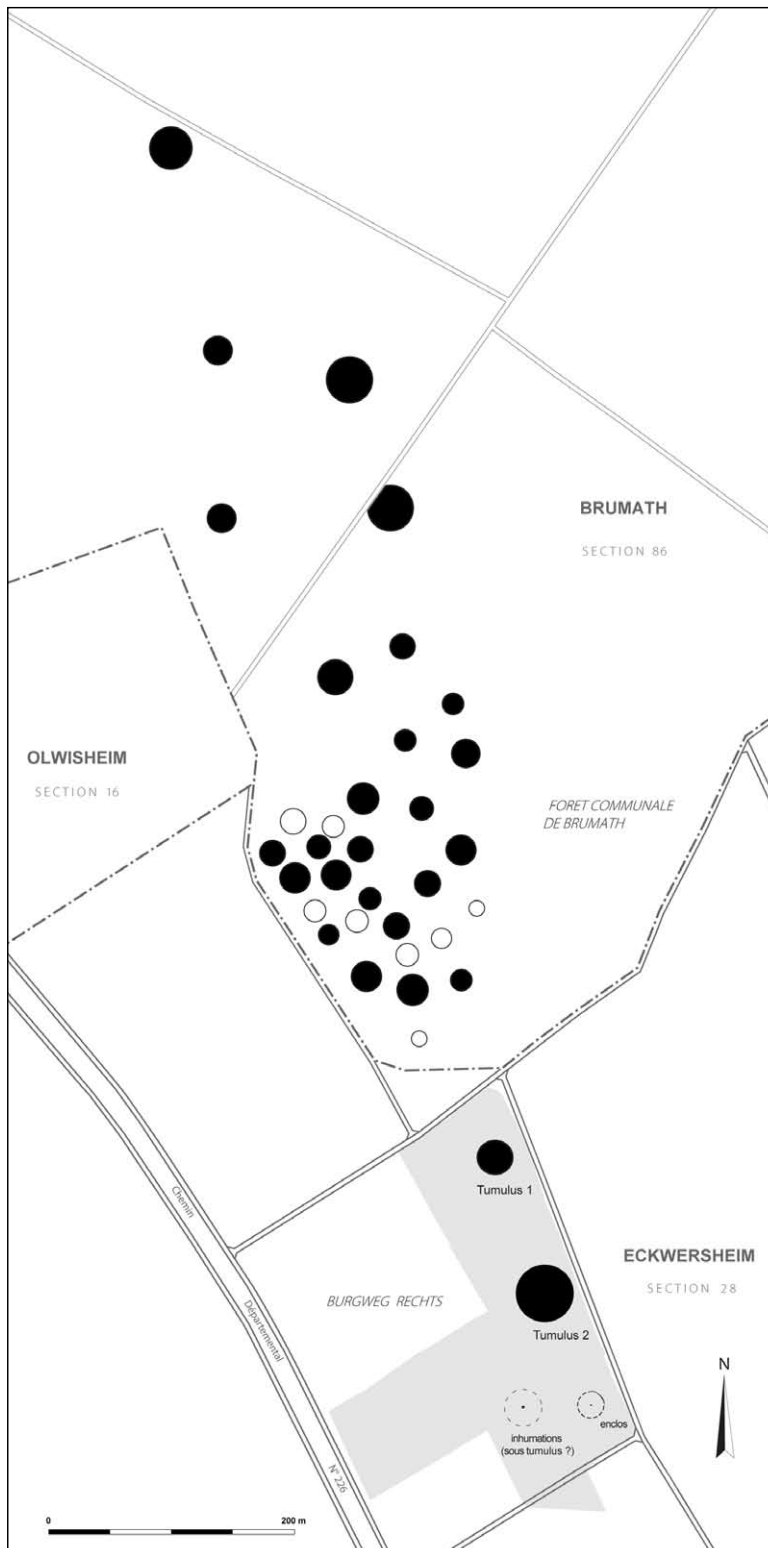 BRUMATH
SECTION 86
OLWISHEIM
SECTION 16
FORET COMMUNALE
DE BRUMATH
Tumulus 1
Chemin
Départemental
N° 226
ECKWERSHEIM
SECTION 28
BURGWEG RECHTS
Tumulus 2
N
enclos
inhumations
(sous tumulus ?)
0
200 m